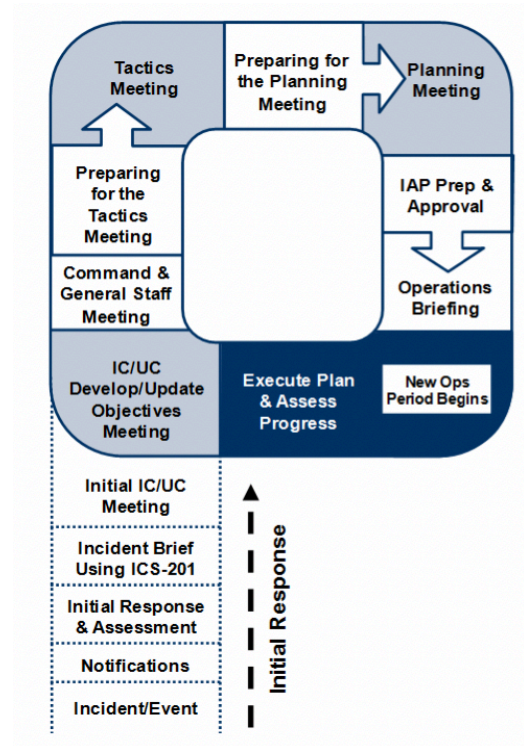 Tactics
Meeting
Preparing for
the Planning
Meeting
Planning
Meeting
Preparing
for the
Tactics
Meeting
IAP Prep &
Approval
Command &
General Staff
Meeting
Operations
Briefing
IC/UC
Develop/Update
Objectives
Meeting
Execute Plan
& Assess
Progress
New Ops
Period Begins
Initial IC/UC
Meeting
Incident Brief
Using ICS-201
Initial Response
& Assessment
Notifications
Incident/Event
Initial Response